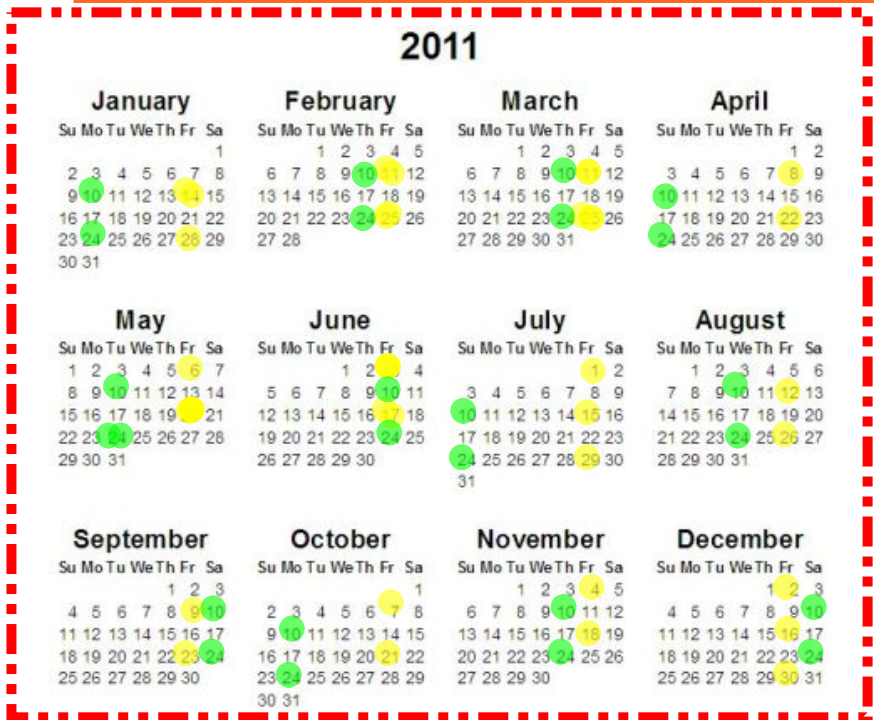 2011
January
Su Mo Tu We Th Fr Sa
1
2 3 4 5 6 7 8
9 10 11 12 13 14 15
16 17 18 19 20 21 22
23 24 25 26 27 28 29
30 31
February
Su Mo Tu We Th Fr Sa
1 2 3 4 5
6 7 8 9 10 11 12
13 14 15 16 17 18 19
20 21 22 23 24 25 26
27 28
March
Su Mo Tu We Th Fr Sa
1 2 3 4 5
6 7 8 9 10 11 12
13 14 15 16 17 18 19
20 21 22 23 24 25 26
27 28 29 30 31
April
Su Mo Tu We Th Fr Sa
1 2
3 4 5 6 7 8 9
10 11 12 13 14 15 16
17 18 19 20 21 22 23
24 25 26 27 28 29 30
May
Su Mo Tu We Th Fr Sa
1 2 3 4 5 6 7
8 9 10 11 12 13 14
15 16 17 18 19 21
22 23 24 25 26 27 28
29 30 31
June
Su Mo Tu We Th Fr Sa
1 2 4
5 6 7 8 9 10 11
12 13 14 15 16 17 18
19 20 21 22 23 24 25
26 27 28 29 30
July
Su Mo Tu We Th Fr Sa
1 2
3 4 5 6 7 8 9
10 11 12 13 14 15 16
17 18 19 20 21 22 23
24 25 26 27 28 29 30
31
August
Su Mo Tu We Th Fr Sa
1 2 3 4 5 6
7 8 9 10 11 12 13
14 15 16 17 18 19 20
21 22 23 24 25 26 27
28 29 30 31
September
Su Mo Tu We Th Fr Sa
1 2 3
4 5 6 7 8 9 10
11 12 13 14 15 16 17
18 19 20 21 22 23 24
25 26 27 28 29 30
October
Su Mo Tu We Th Fr Sa
1
2 3 4 5 6 7 8
9 10 11 12 13 14 15
16 17 18 19 20 21 22
23 24 25 26 27 28 29
30 31
November
Su Mo Tu We Th Fr Sa
1 2 3 4 5
6 7 8 9 10 11 12
13 14 15 16 17 18 19
20 21 22 23 24 25 26
27 28 29 30
December
Su Mo Tu We Th Fr Sa
1 2 3
4 5 6 7 8 9 10
11 12 13 14 15 16 17
18 19 20 21 22 23 24
25 26 27 28 29 30 31